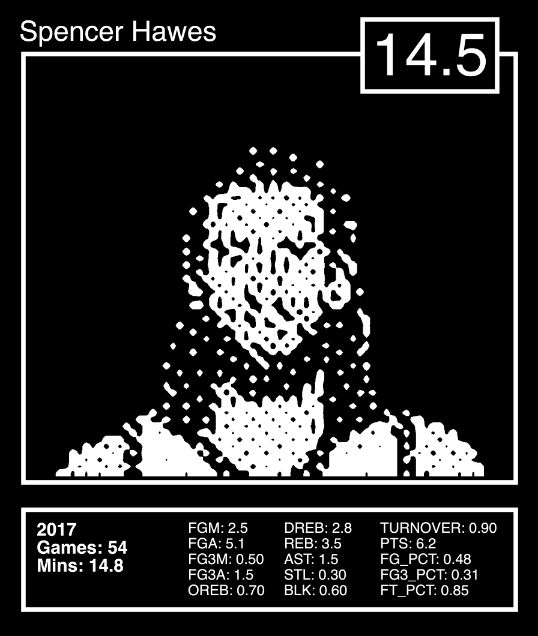 Spencer Hawes
14.5
2017
Games: 54
Mins: 14.8
FGM: 2.5
FGA: 5.1
FG3M: 0.50
FG3A: 1.5
OREB: 0.70
DREB: 2.8
REB: 3.5
AST: 1.5
STL: 0.30
BLK: 0.60
TURNOVER: 0.90
PTS: 6.2
FG_PCT: 0.48
FG3_PCT: 0.31
FT_PCT: 0.85